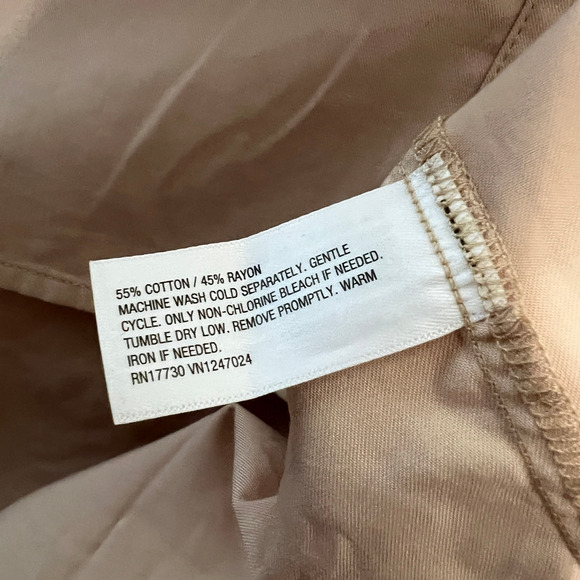 55% COTTON / 45% RAYON
MACHINE WASH COLD SEPARATELY. GENTLE
CYCLE. ONLY NON-CHLORINE BLEACH IF NEEDED.
TUMBLE DRY LOW. REMOVE PROMPTLY. WARM
IRON IF NEEDED.
RN17730 VN1247024